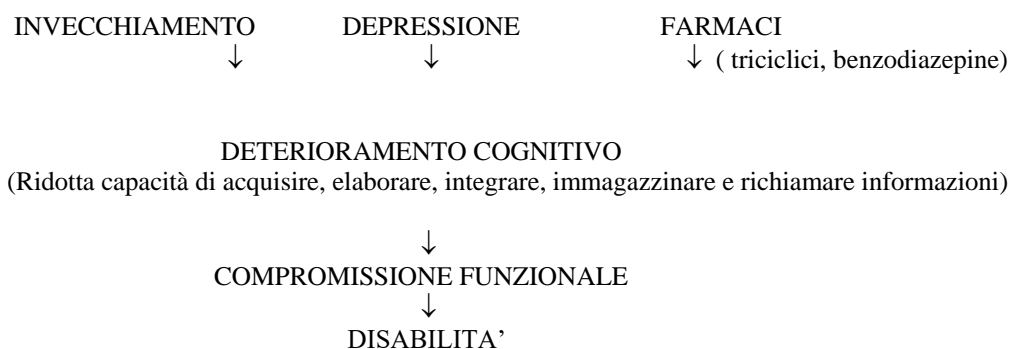 INVECCHIAMENTO DEPRESSIONE FARMACI
↓ ↓ ↓ ( triciclici, benzodiazepine)
DETERIORAMENTO COGNITIVO
(Ridotta capacità di acquisire, elaborare, integrare, immagazzinare e richiamare informazioni)
↓
COMPROMISSIONE FUNZIONALE
↓
DISABILITA’